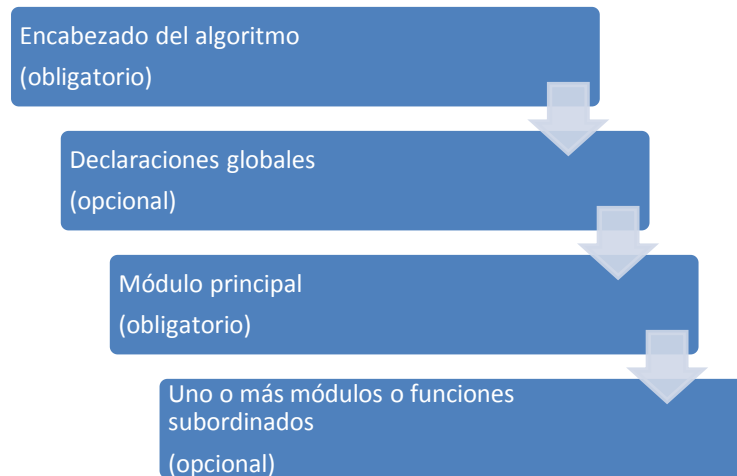 Encabezado del algoritmo
(obligatorio)
Declaraciones globales
(opcional)
Módulo principal
(obligatorio)
Uno o más módulos o funciones
subordinados
(opcional)